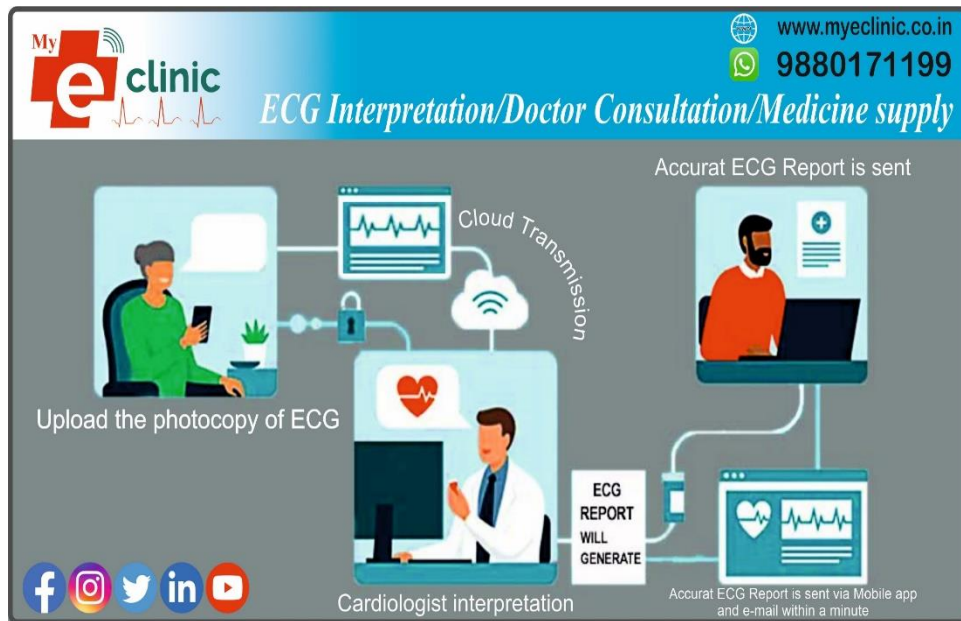 My
e clinic
www.myeclinic.co.in
9880171199
ECG Interpretation/Doctor Consultation/Medicine supply
Accurat ECG Report is sent
Cloud Transmission
Upload the photocopy of ECG
ECG
REPORT
WILL
GENERATE
Cardiologist interpretation
Accurat ECG Report is sent via Mobile app
and e-mail within a minute